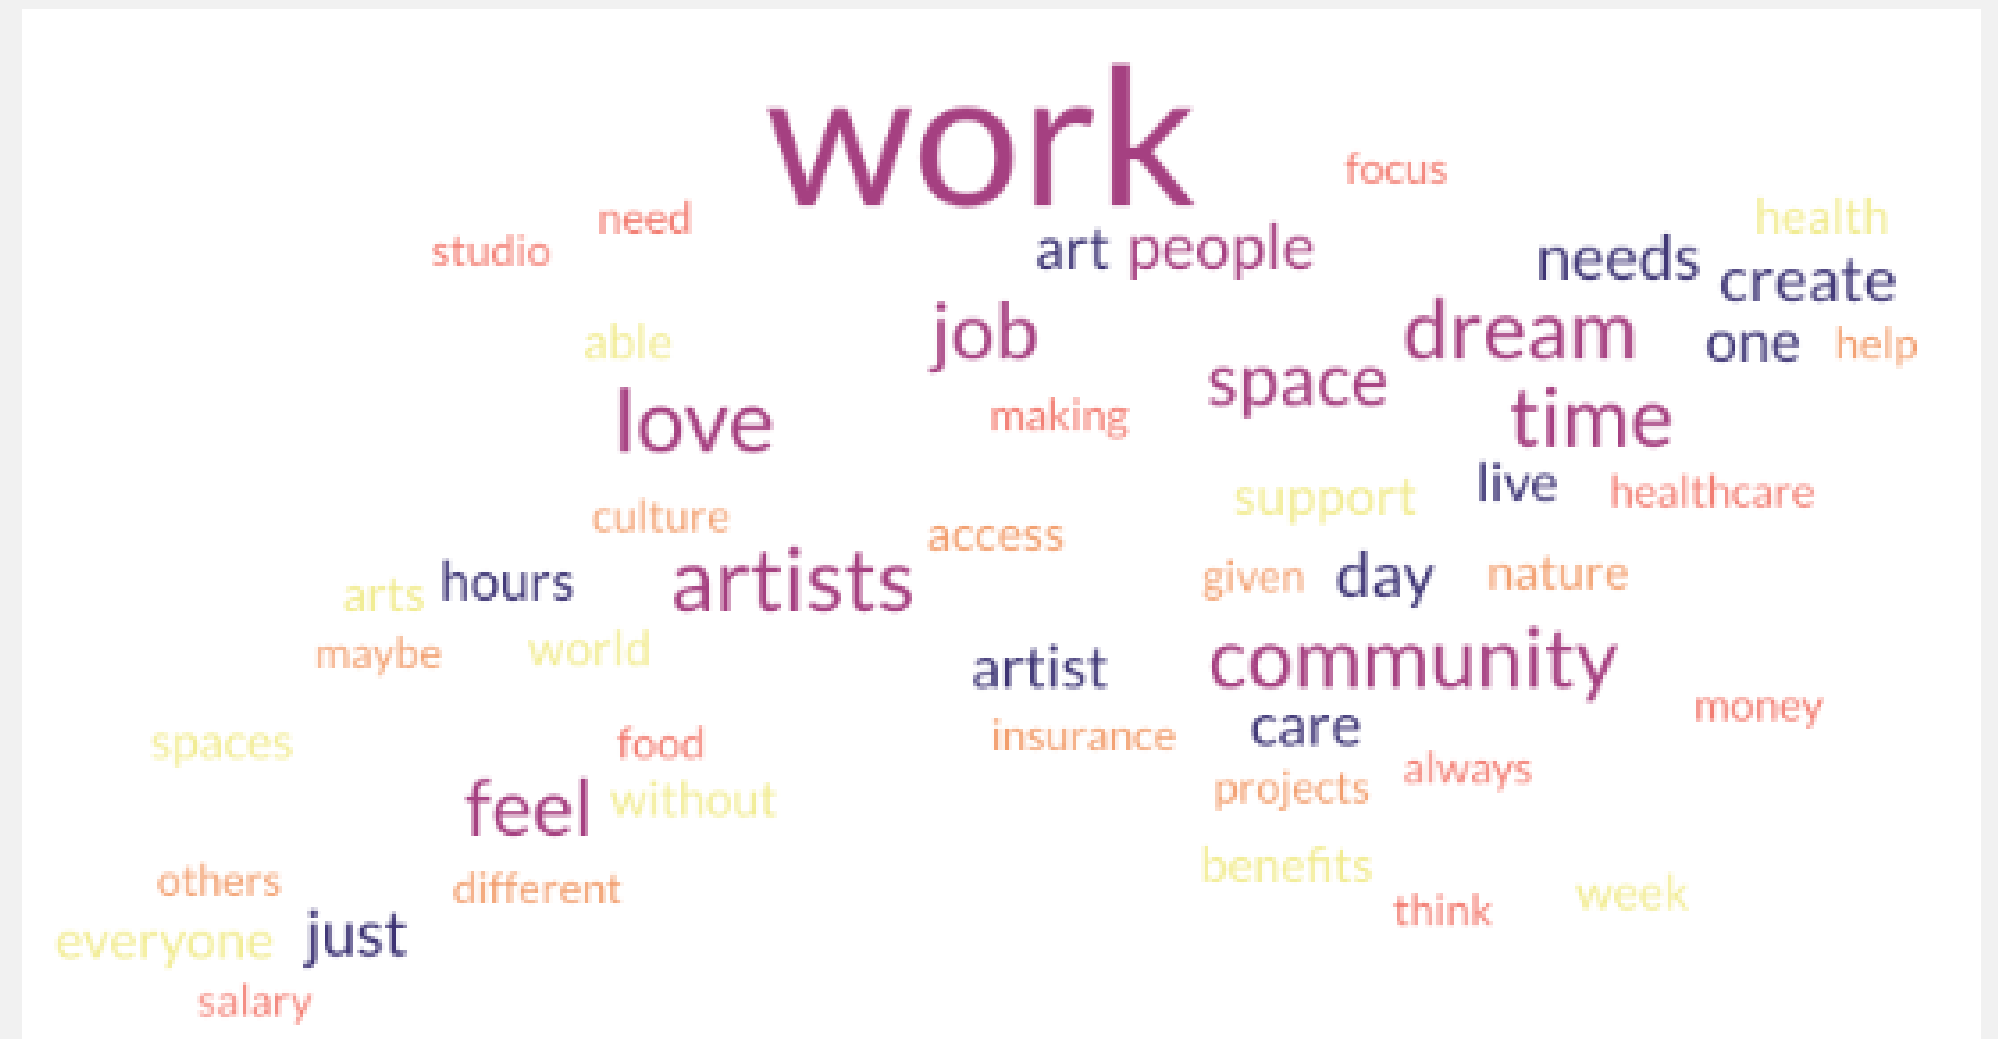 work
focus
need
health
studio
art people
needs
create
job
dream
able
one
help
space
love
making
time
live
healthcare
support
culture
access
arts hours
artists
given
day
nature
maybe
world
artist
community
money
care
spaces
food
insurance
always
projects
feel
without
benefits
others
different
week
think
everyone
just
salary